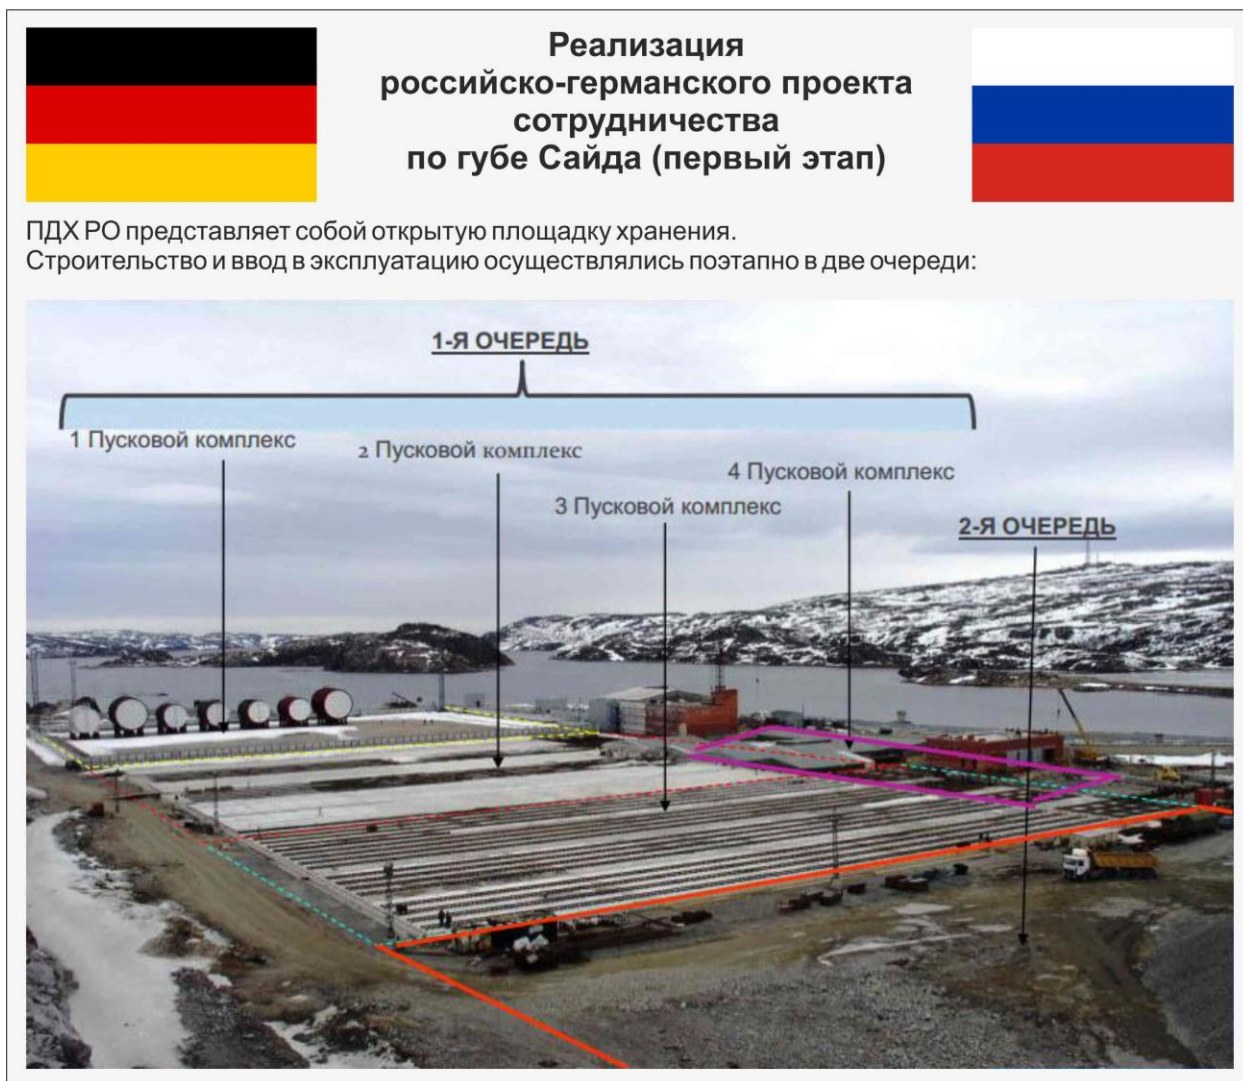 Реализация
российско-германского проекта
сотрудничества
по губе Сайда (первый этап)
ПДХ РО представляет собой открытую площадку хранения.
Строительство и ввод в эксплуатацию осуществлялись поэтапно в две очереди:
1-Я ОЧЕРЕДЬ
1 Пусковой комплекс
2 Пусковой комплекс
4 Пусковой комплекс
3 Пусковой комплекс
2-Я ОЧЕРЕДЬ